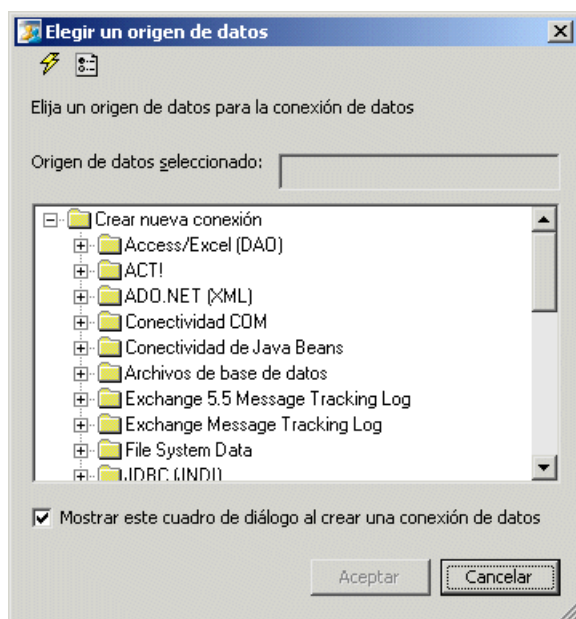 Elegir un origen de datos
Elija un origen de datos para la conexión de datos
Origen de datos seleccionado:
Crear nueva conexión
Access/Excel (DAO)
ACT!
ADO.NET (XML)
Conectividad COM
Conectividad de Java Beans
Archivos de base de datos
Exchange 5.5 Message Tracking Log
Exchange Message Tracking Log
File System Data
JDBC (JNDI)
Mostrar este cuadro de diálogo al crear una conexión de datos
Aceptar Cancelar